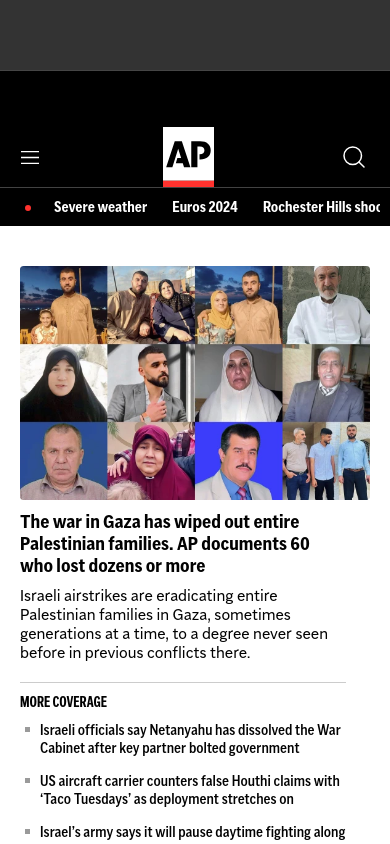 AP
Severe weather Euros 2024 Rochester Hills shoo
The war in Gaza has wiped out entire
Palestinian families. AP documents 60
who lost dozens or more
Israeli airstrikes are eradicating entire
Palestinian families in Gaza, sometimes
generations at a time, to a degree never seen
before in previous conflicts there.
MORE COVERAGE
Israeli officials say Netanyahu has dissolved the War
Cabinet after key partner bolted government
US aircraft carrier counters false Houthi claims with
‘Taco Tuesdays’ as deployment stretches on
Israel’s army says it will pause daytime fighting along